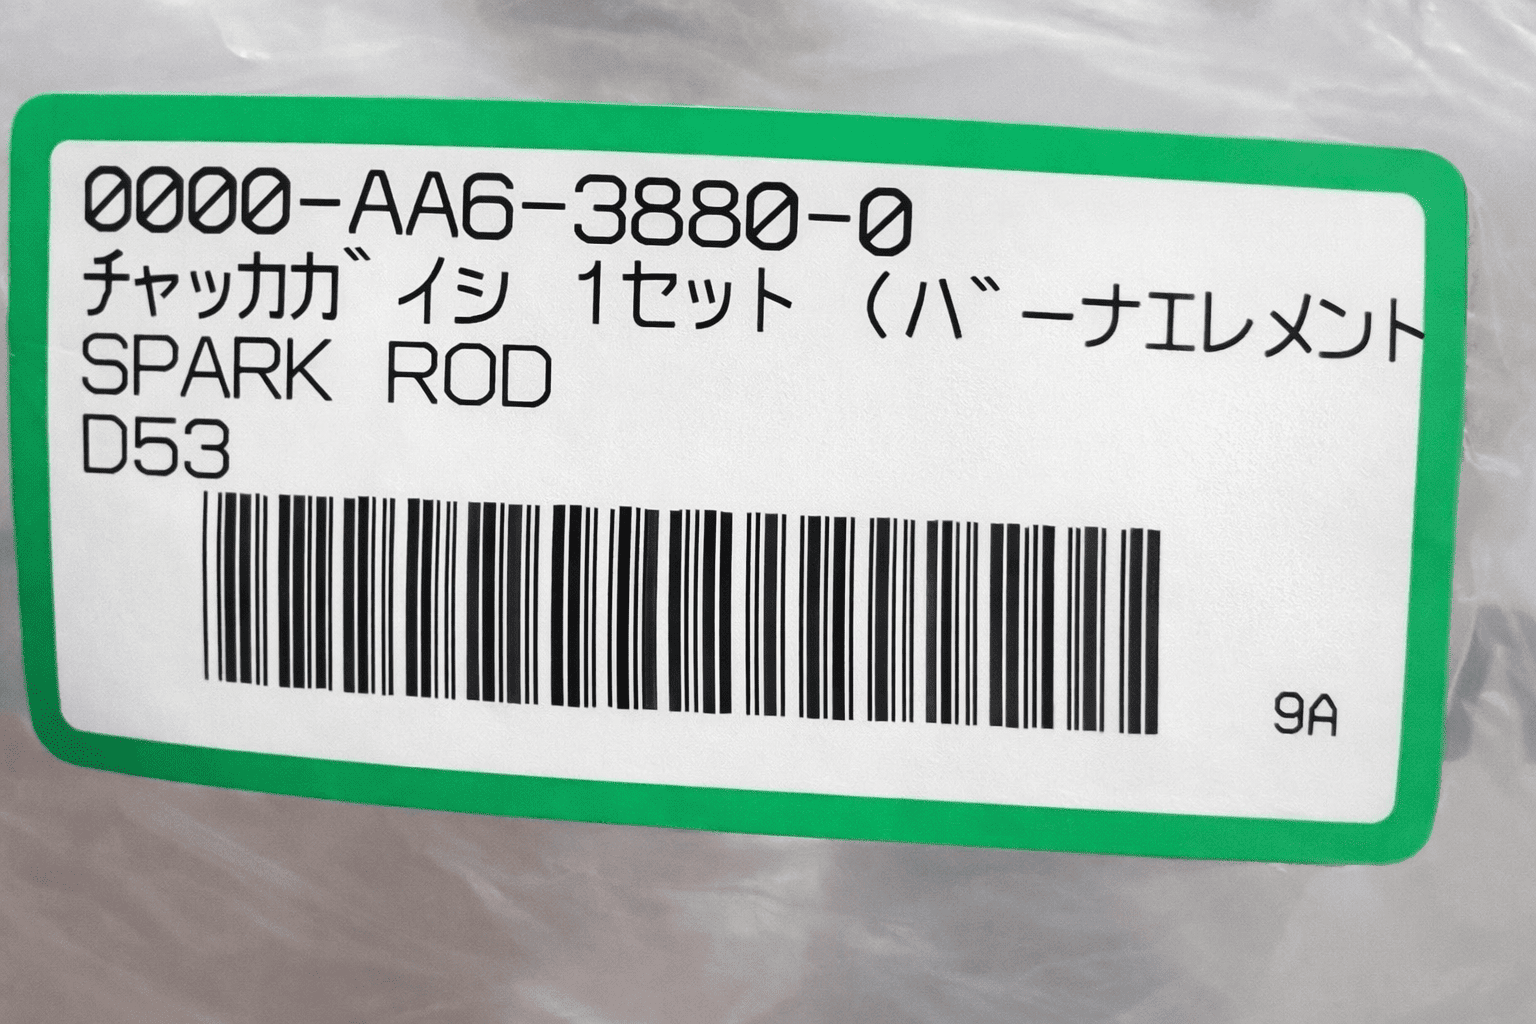 0000-AA6-3880-0
チャッカガイシ 1セット (バーナエレメント
SPARK ROD
D53
9A